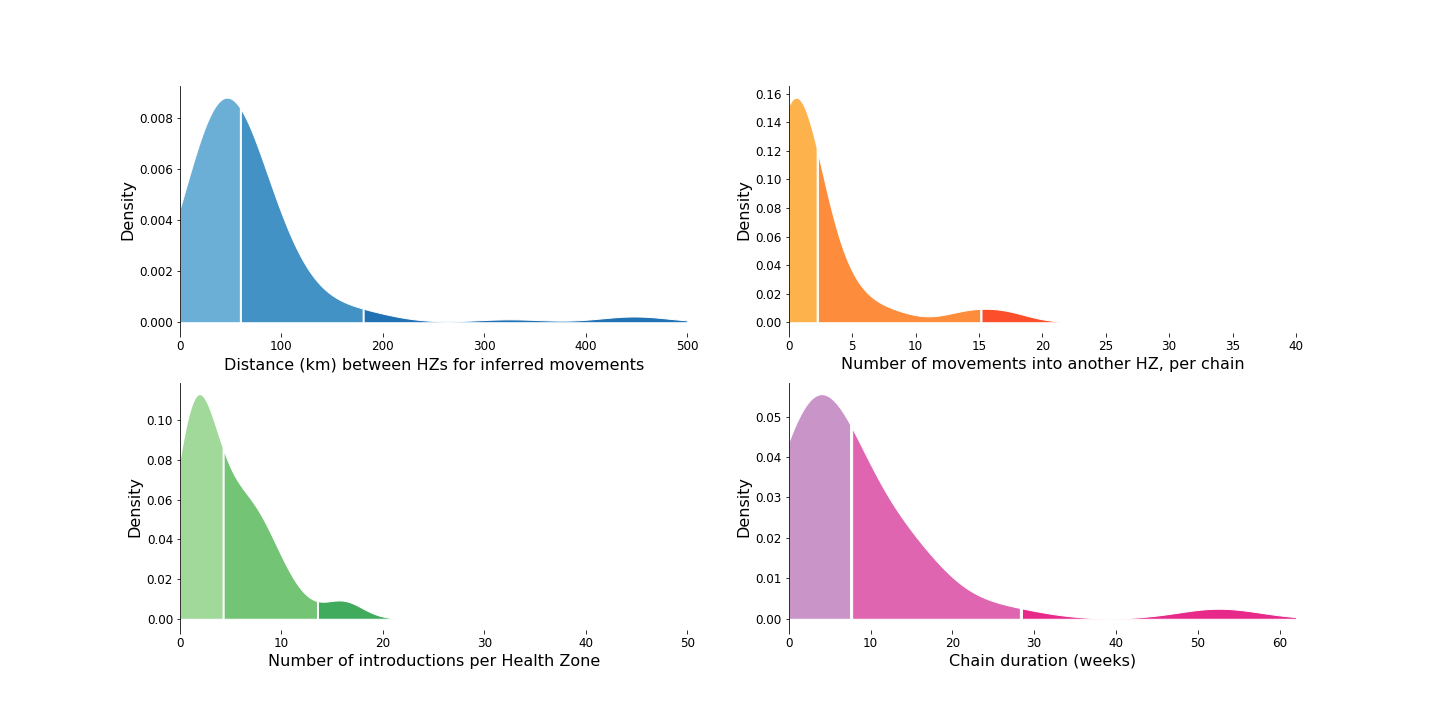 0.008
0.006
0.004
0.002
0.000
Density
0 100 200 300 400 500
Distance (km) between HZs for inferred movements
0.16
0.14
0.12
0.10
0.08
0.06
0.04
0.02
0.00
Density
0 5 10 15 20 25 30 35 40
Number of movements into another HZ, per chain
0.10
0.08
0.06
0.04
0.02
0.00
Density
0 10 20 30 40 50
Number of introductions per Health Zone
0.05
0.04
0.03
0.02
0.01
0.00
Density
0 10 20 30 40 50 60
Chain duration (weeks)